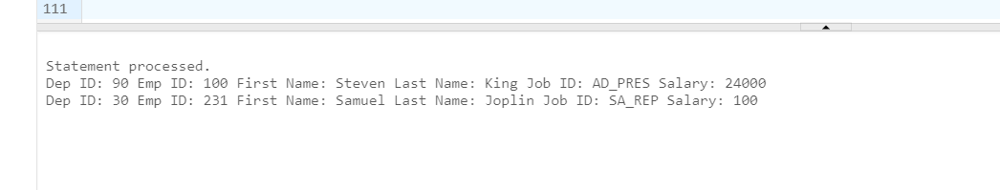 111
Statement processed.
Dep ID: 90 Emp ID: 100 First Name: Steven Last Name: King Job ID: AD_PRES Salary: 24000
Dep ID: 30 Emp ID: 231 First Name: Samuel Last Name: Joplin Job ID: SA_REP Salary: 100